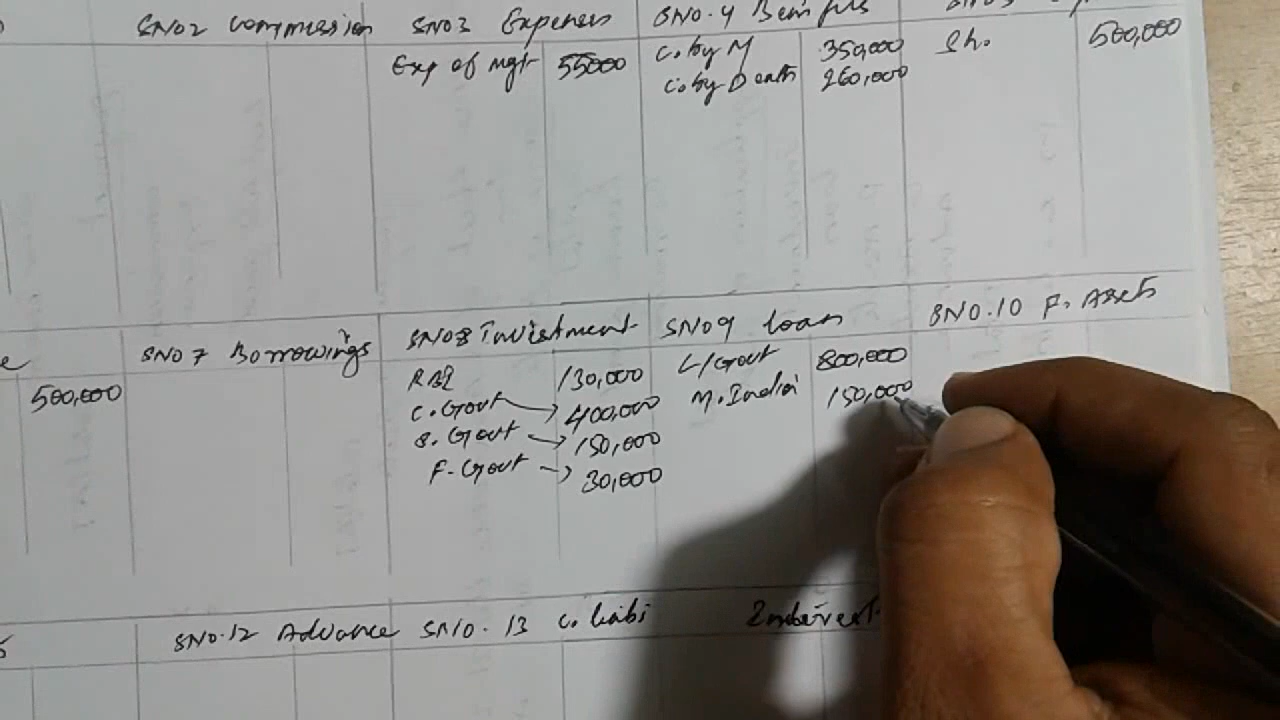 SNO2 Commission SNO3 Expenses SNO.4 Benifits
Exp of mgt 55000 C. by M 350,000 Sh. 500,000
C. by Death 260,000
SNO7 Borrowings SNO8 Investment SNO9 loan SNO.10 F. Assets
500,000 RBI 130,000 L/Govt 800,000
C. Govt 400,000 M. India 150,000
S. Govt 150,000
F. Govt 30,000
SNO.12 Advance SNO.13 C. liabi